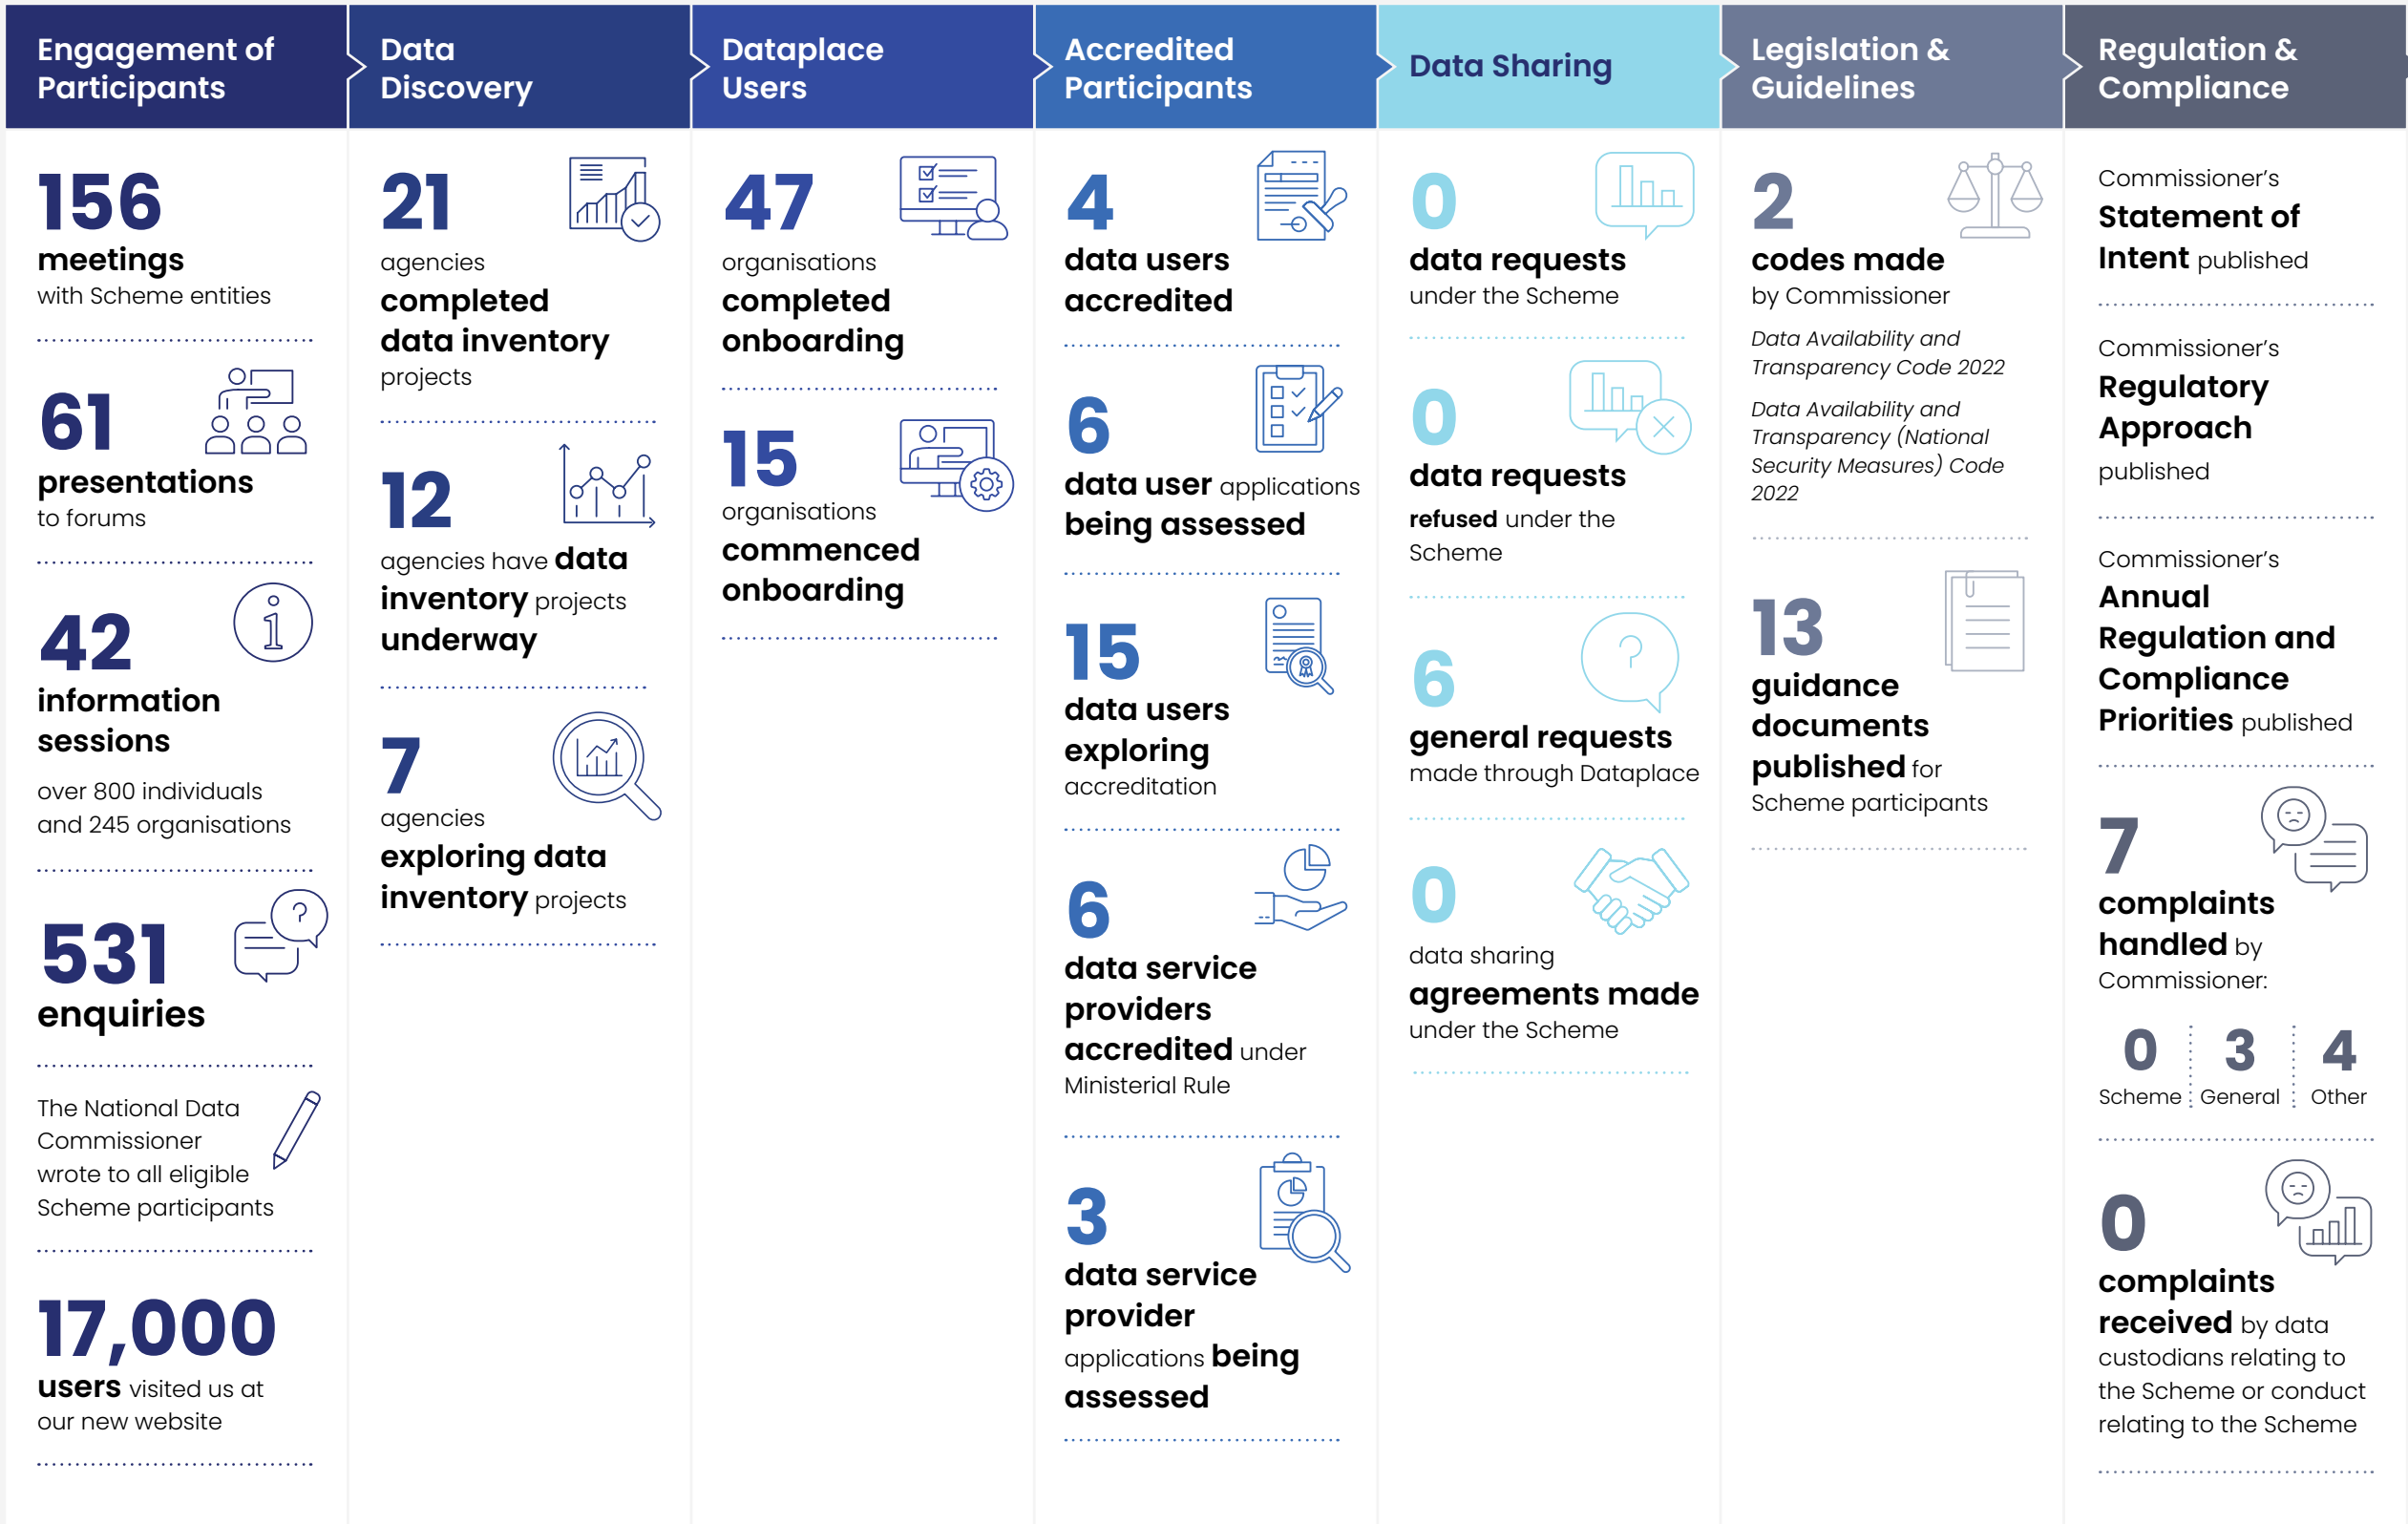 Engagement of
Participants
156
meetings
with Scheme entities
61
presentations
to forums
42
information
sessions
over 800 individuals
and 245 organisations
531
enquiries
The National Data
Commissioner
wrote to all eligible
Scheme participants
17,000
users visited us at
our new website
Data
Discovery
21
agencies
completed
data inventory
projects
12
agencies have data
inventory projects
underway
7
agencies
exploring data
inventory projects
Dataplace
Users
47
organisations
completed
onboarding
15
organisations
commenced
onboarding
Accredited
Participants
4
data users
accredited
6
data user applications
being assessed
15
data users
exploring
accreditation
6
data service
providers
accredited under
Ministerial Rule
3
data service
provider
applications being
assessed
Data Sharing
0
data requests
under the Scheme
0
data requests
refused under the
Scheme
6
general requests
made through Dataplace
0
data sharing
agreements made
under the Scheme
Legislation &
Guidelines
2
codes made
by Commissioner
Data Availability and
Transparency Code 2022
Data Availability and
Transparency (National
Security Measures) Code
2022
13
guidance
documents
published for
Scheme participants
Regulation &
Compliance
Commissioner's
Statement of
Intent published
Commissioner's
Regulatory
Approach
published
Commissioner's
Annual
Regulation and
Compliance
Priorities published
7
complaints
handled by
Commissioner:
0 3 4
Scheme General Other
0
complaints
received by data
custodians relating to
the Scheme or conduct
relating to the Scheme